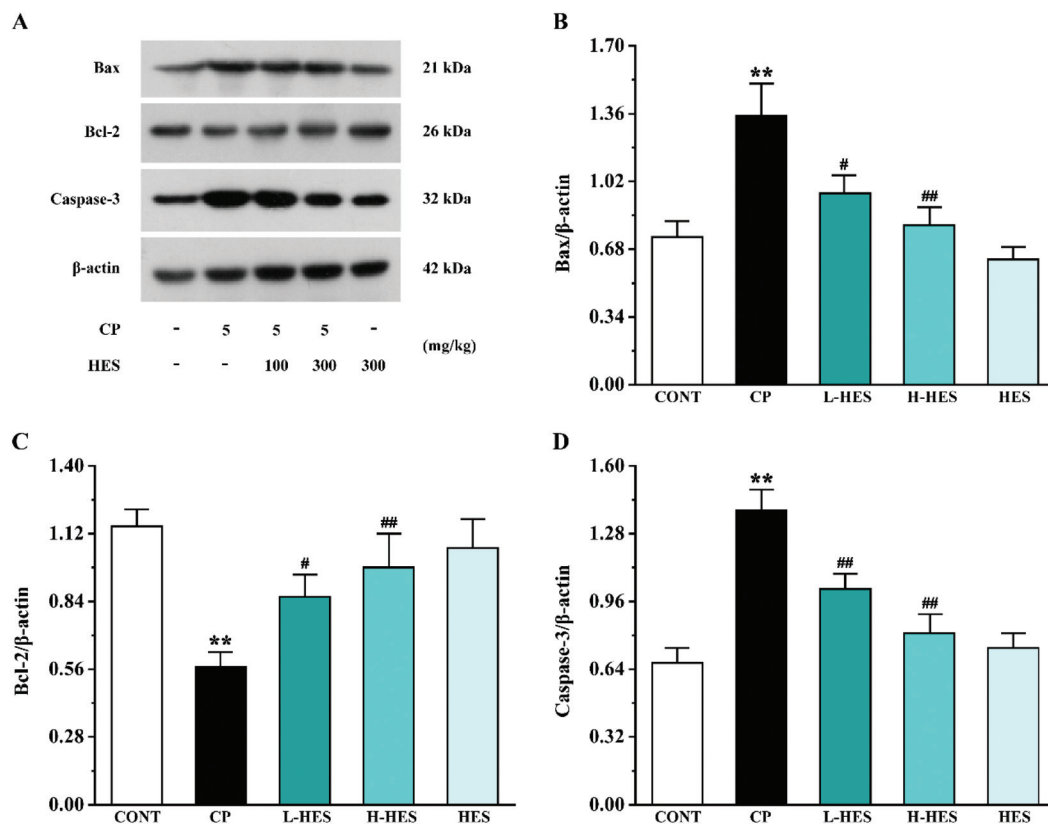 A
Bax 21 kDa
Bcl-2 26 kDa
Caspase-3 32 kDa
β-actin 42 kDa
CP - 5 5 5 -
(mg/kg)
HES - - 100 300 300
B
Bax/β-actin
1.70
1.36
1.02
0.68
0.34
0.00
**
#
##
CONT CP L-HES H-HES HES
C
Bcl-2/β-actin
1.40
1.12
0.84
0.56
0.28
0.00
**
#
##
CONT CP L-HES H-HES HES
D
Caspase-3/β-actin
1.60
1.28
0.96
0.64
0.32
0.00
**
##
##
CONT CP L-HES H-HES HES